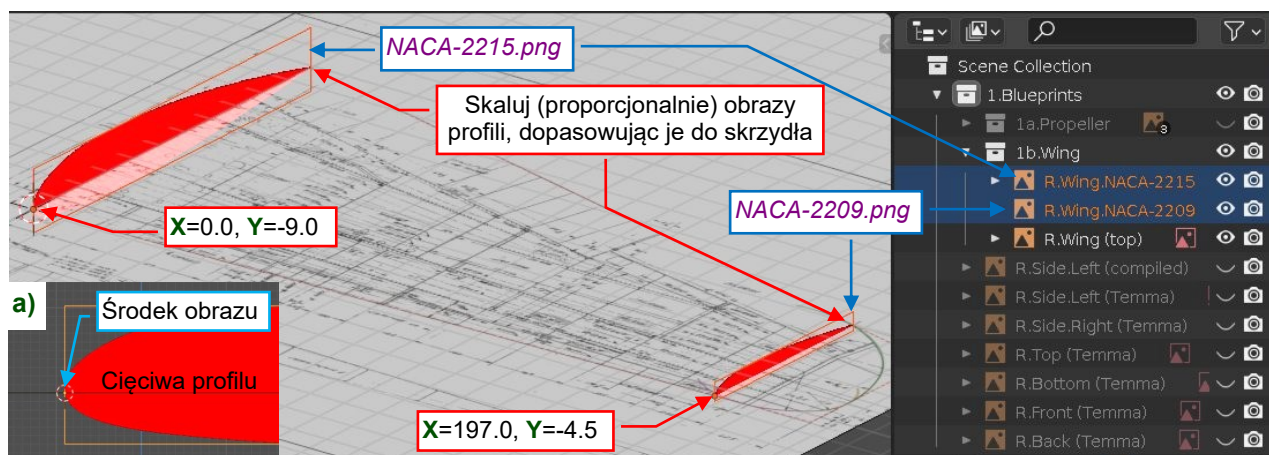 NACA-2215.png
Skaluj (proporcjonalnie) obrazy
profili, dopasowując je do skrzydła
X=0.0, Y=-9.0
NACA-2209.png
a)
Środek obrazu
Cięciwa profilu
X=197.0, Y=-4.5
Scene Collection
1.Blueprints
1a.Propeller
3
1b.Wing
R.Wing.NACA-2215
R.Wing.NACA-2209
R.Wing (top)
R.Side.Left (compiled)
R.Side.Left (Temma)
R.Side.Right (Temma)
R.Top (Temma)
R.Bottom (Temma)
R.Front (Temma)
R.Back (Temma)